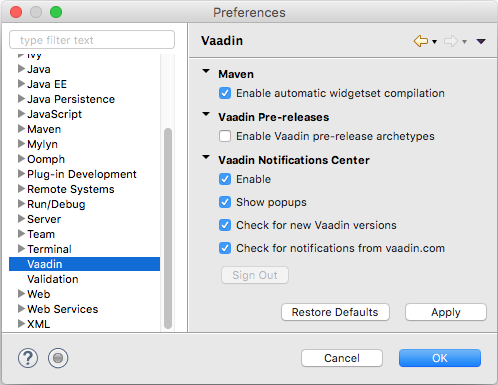 Preferences
type filter text
Ivy
Java
Java EE
Java Persistence
JavaScript
Maven
Mylyn
Oomph
Plug-in Development
Remote Systems
Run/Debug
Server
Team
Terminal
Vaadin
Validation
Web
Web Services
XML
Vaadin
Maven
Enable automatic widgetset compilation
Vaadin Pre-releases
Enable Vaadin pre-release archetypes
Vaadin Notifications Center
Enable
Show popups
Check for new Vaadin versions
Check for notifications from vaadin.com
Sign Out
Restore Defaults Apply
? Cancel OK